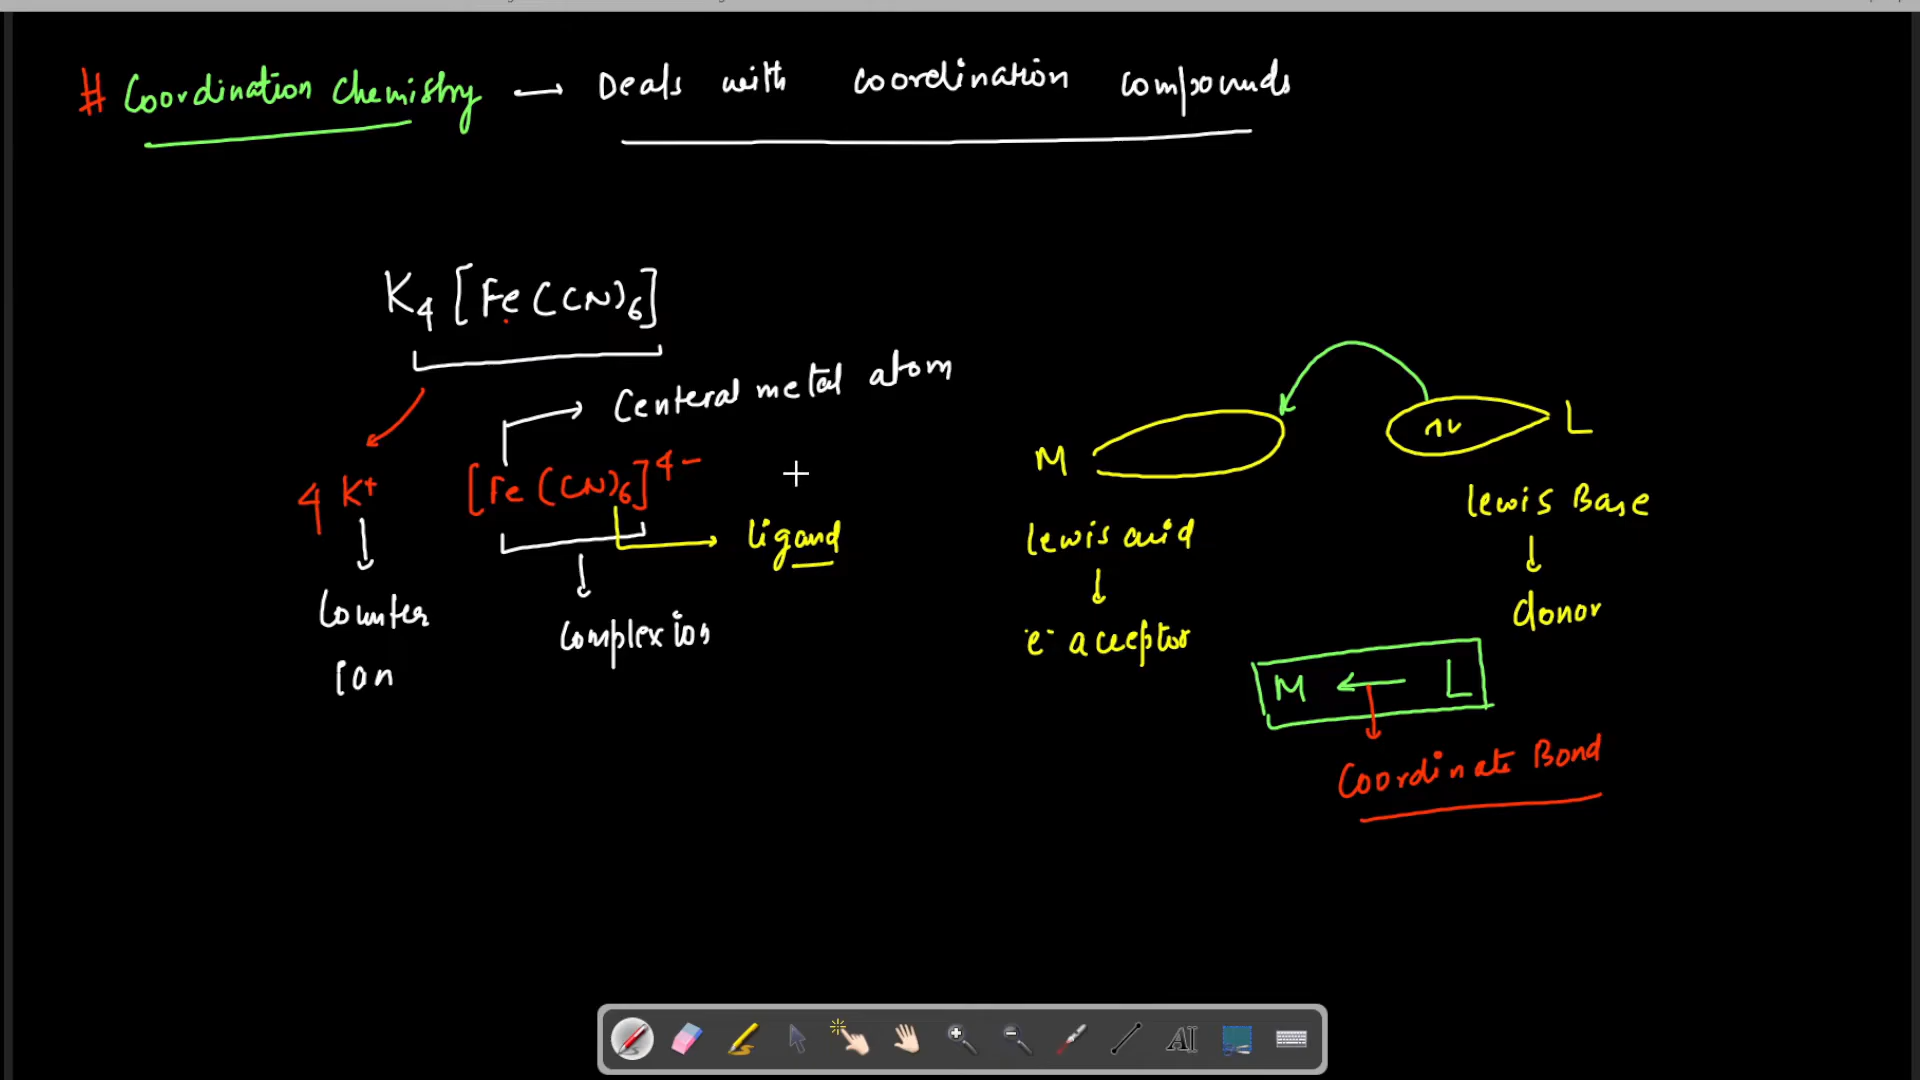 # Coordination Chemistry → Deals with coordination compounds
K4 [Fe(CN)6]
Centeral metal atom
4 K+ [Fe(CN)6]4-
ligand
Counter
Ion
Complex ion
M L
lewis acid
e- acceptor
lewis Base
donor
M ← L
Coordinate Bond
AI